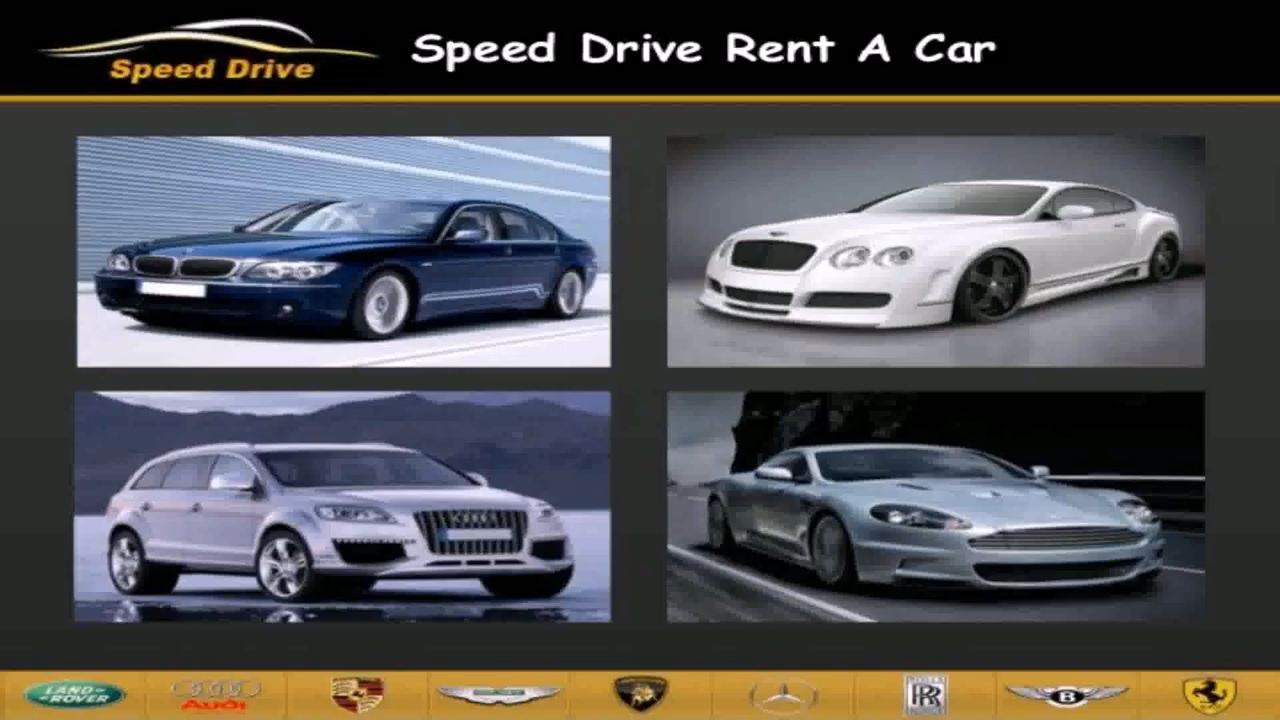 Speed Drive Rent A Car
Speed Drive
LAND-
ROVER
Audi
R
B